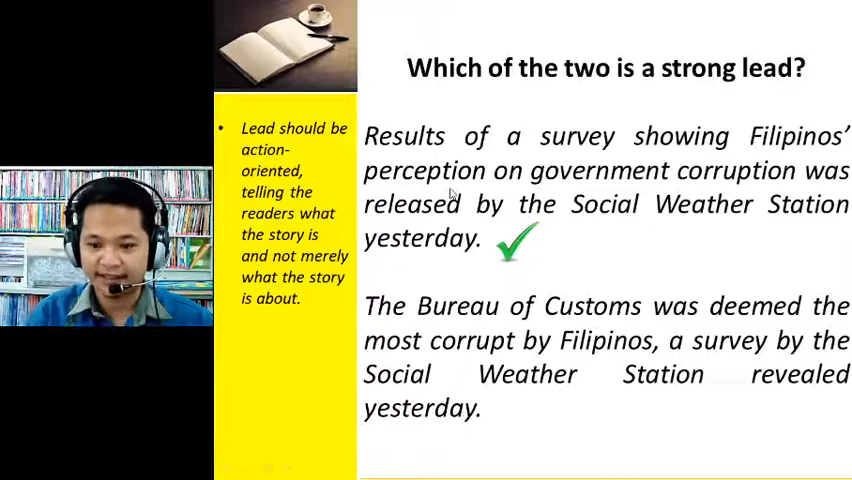 Which of the two is a strong lead?
• Lead should be
action-
oriented,
telling the
readers what
the story is
and not merely
what the story
is about.
Results of a survey showing Filipinos’
perception on government corruption was
released by the Social Weather Station
yesterday.
The Bureau of Customs was deemed the
most corrupt by Filipinos, a survey by the
Social Weather Station revealed
yesterday.